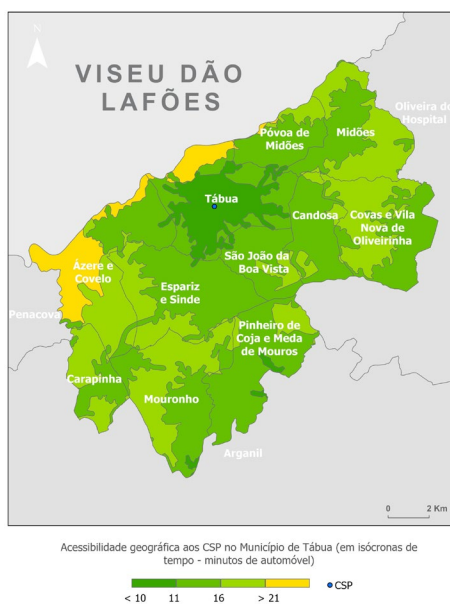 N
VISEU DÃO
LAFÕES
Oliveira do
Hospital
Póvoa de
Midões
Midões
Tábua
Candosa
Covas e Vila
Nova de
Oliveirinha
São João da
Boa Vista
Ázere e
Covelo
Espariz
e Sinde
Penacova
Pinheiro de
Coja e Meda
de Mouros
Carapinha
Mouronho
Arganil
0 2 Km
Acessibilidade geográfica aos CSP no Município de Tábua (em isócronas de
tempo - minutos de automóvel)
< 10 11 16 > 21 CSP